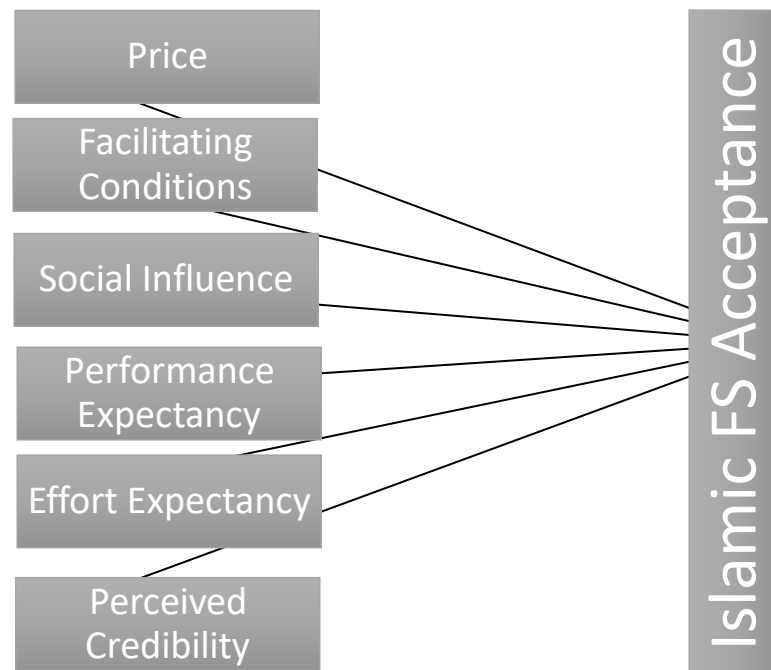 Price
Facilitating
Conditions
Social Influence
Performance
Expectancy
Effort Expectancy
Perceived
Credibility
Islamic FS Acceptance